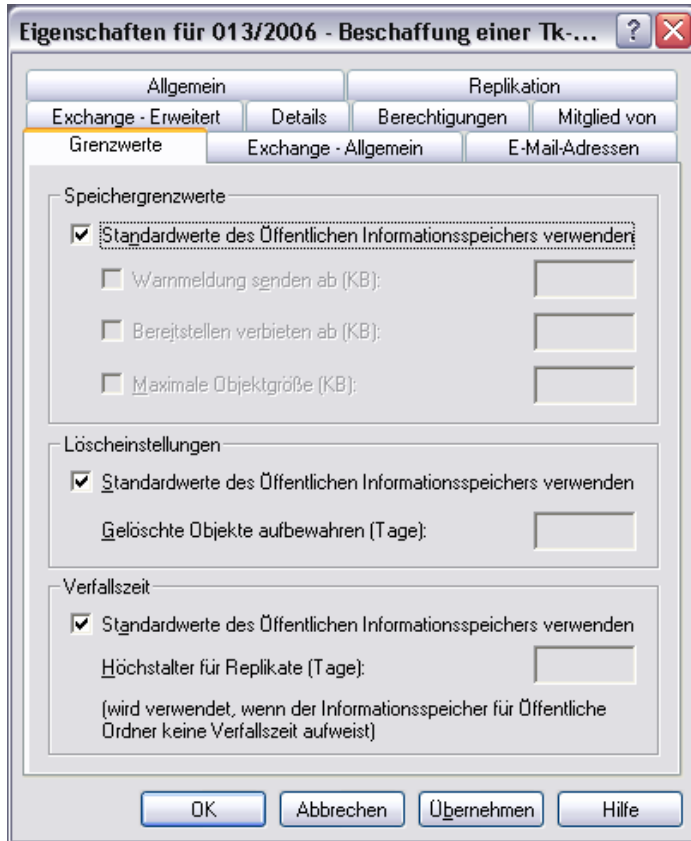 Eigenschaften für 013/2006 - Beschaffung einer Tk-...
Allgemein Replikation
Exchange - Erweitert Details Berechtigungen Mitglied von
Grenzwerte Exchange - Allgemein E-Mail-Adressen
Speichergrenzwerte
Standardwerte des Öffentlichen Informationsspeichers verwenden
Warnmeldung senden ab (KB):
Bereitstellen verbieten ab (KB):
Maximale Objektgröße (KB):
Löscheinstellungen
Standardwerte des Öffentlichen Informationsspeichers verwenden
Gelöschte Objekte aufbewahren (Tage):
Verfallszeit
Standardwerte des Öffentlichen Informationsspeichers verwenden
Höchstalter für Replikate (Tage):
(wird verwendet, wenn der Informationsspeicher für Öffentliche
Ordner keine Verfallszeit aufweist)
OK Abbrechen Übernehmen Hilfe